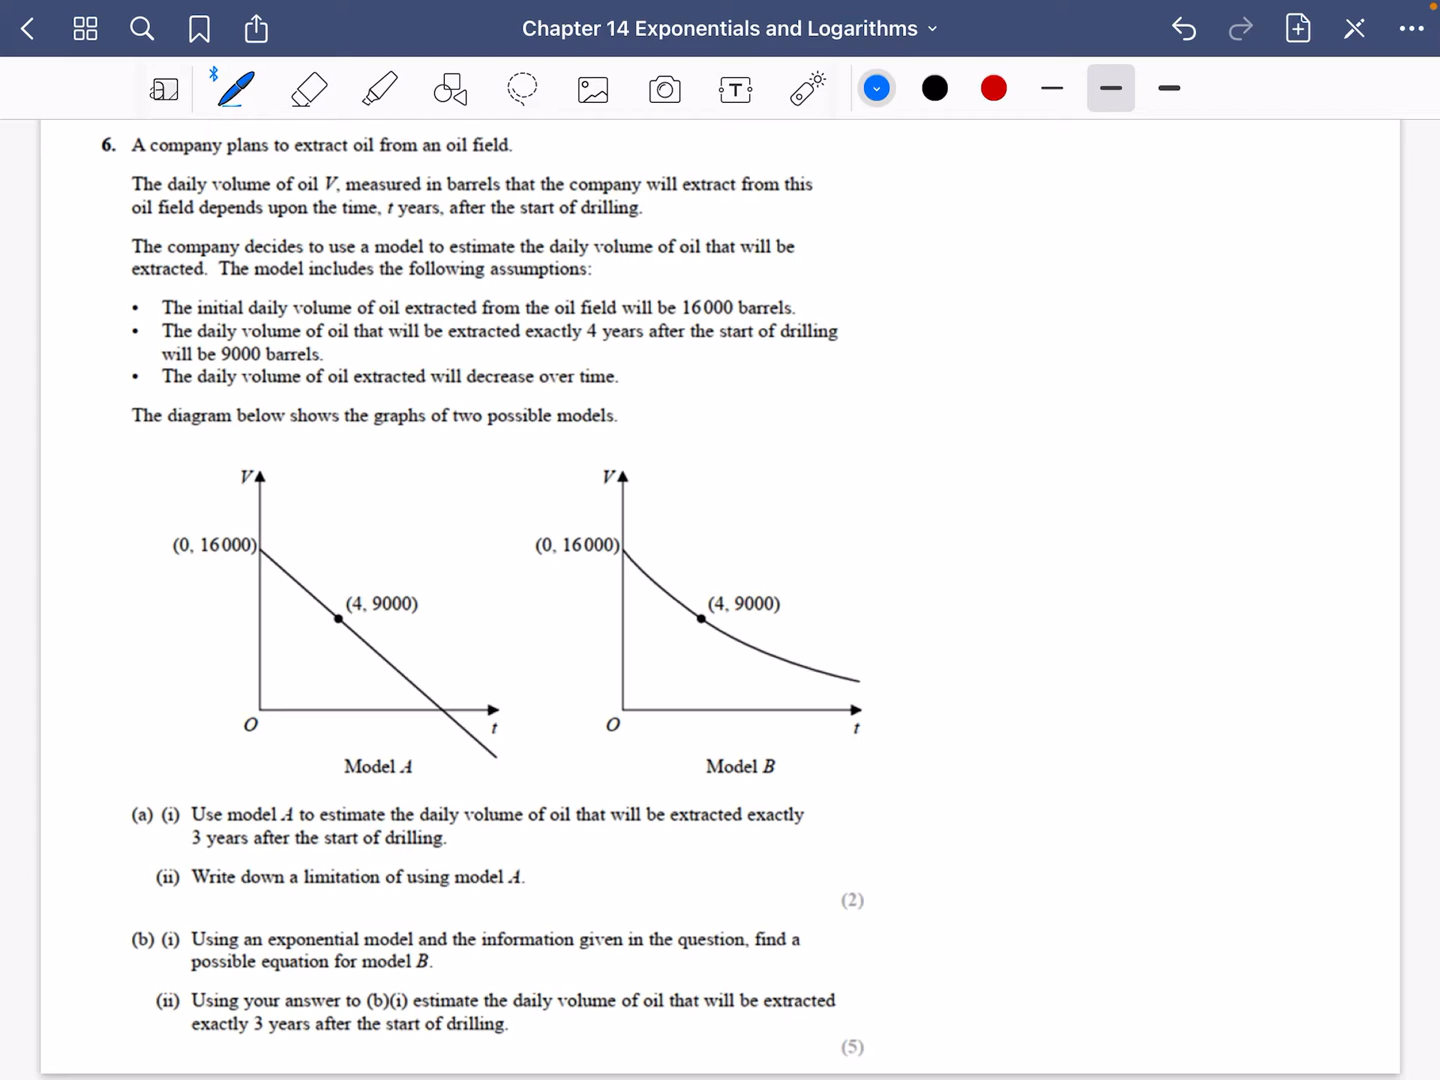 Chapter 14 Exponentials and Logarithms
6. A company plans to extract oil from an oil field.
The daily volume of oil V, measured in barrels that the company will extract from this
oil field depends upon the time, t years, after the start of drilling.
The company decides to use a model to estimate the daily volume of oil that will be
extracted. The model includes the following assumptions:
• The initial daily volume of oil extracted from the oil field will be 16 000 barrels.
• The daily volume of oil that will be extracted exactly 4 years after the start of drilling
will be 9000 barrels.
• The daily volume of oil extracted will decrease over time.
The diagram below shows the graphs of two possible models.
V
(0, 16 000)
(4, 9000)
O
t
Model A
V
(0, 16 000)
(4, 9000)
O
t
Model B
(a) (i) Use model A to estimate the daily volume of oil that will be extracted exactly
3 years after the start of drilling.
(ii) Write down a limitation of using model A.
(2)
(b) (i) Using an exponential model and the information given in the question, find a
possible equation for model B.
(ii) Using your answer to (b)(i) estimate the daily volume of oil that will be extracted
exactly 3 years after the start of drilling.
(5)